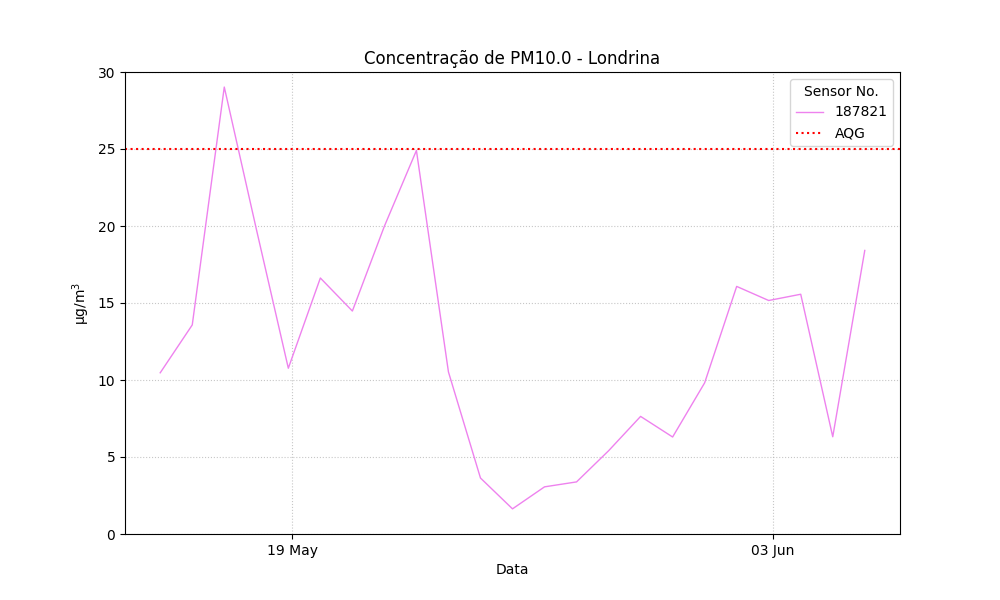 Concentração de PM10.0 - Londrina
30
25
20
15
10
5
0
µg/m³
Sensor No.
187821
AQG
19 May
03 Jun
Data